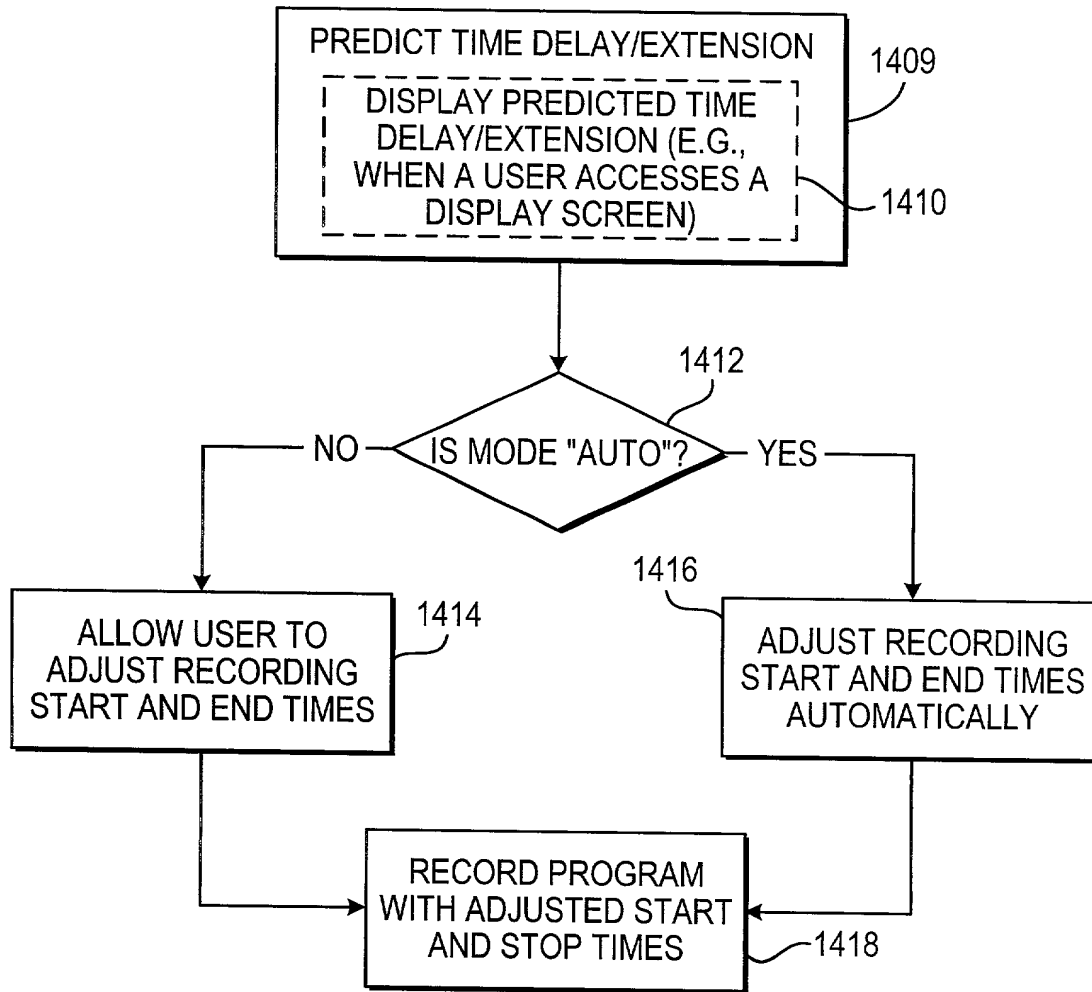 PREDICT TIME DELAY/EXTENSION
1409
DISPLAY PREDICTED TIME
DELAY/EXTENSION (E.G.,
WHEN A USER ACCESSES A
DISPLAY SCREEN)
1410
1412
NO
IS MODE "AUTO"?
YES
ALLOW USER TO
ADJUST RECORDING
START AND END TIMES
1414
1416
ADJUST RECORDING
START AND END TIMES
AUTOMATICALLY
RECORD PROGRAM
WITH ADJUSTED START
AND STOP TIMES
1418